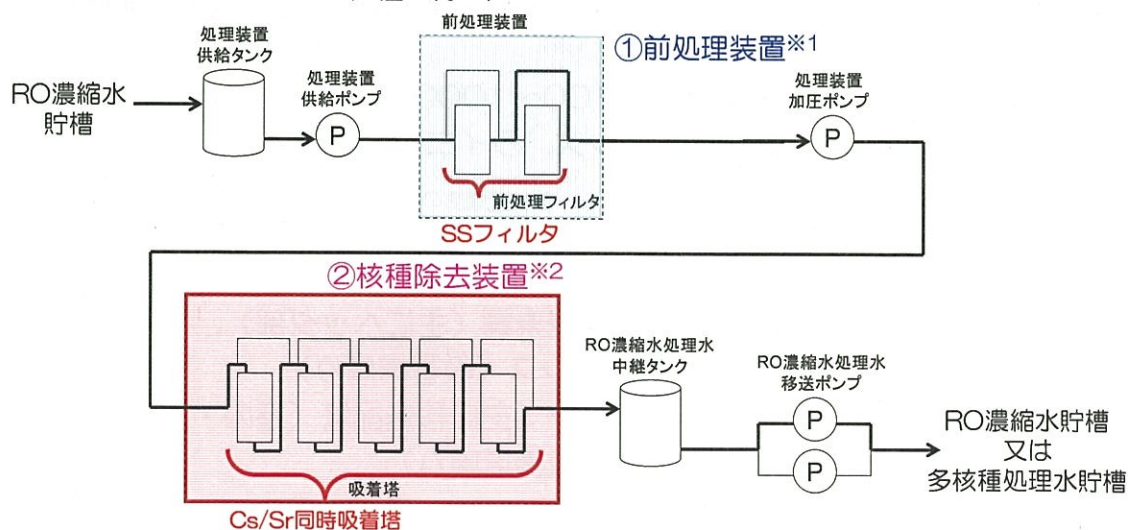 前処理装置
①前処理装置※1
処理装置
供給タンク
処理装置
供給ポンプ
処理装置
加圧ポンプ
RO濃縮水
貯槽
P
P
前処理フィルタ
SSフィルタ
②核種除去装置※2
RO濃縮水処理水
中継タンク
RO濃縮水処理水
移送ポンプ
P
P
RO濃縮水貯槽
又は
多核種処理水貯槽
吸着塔
Cs/Sr同時吸着塔